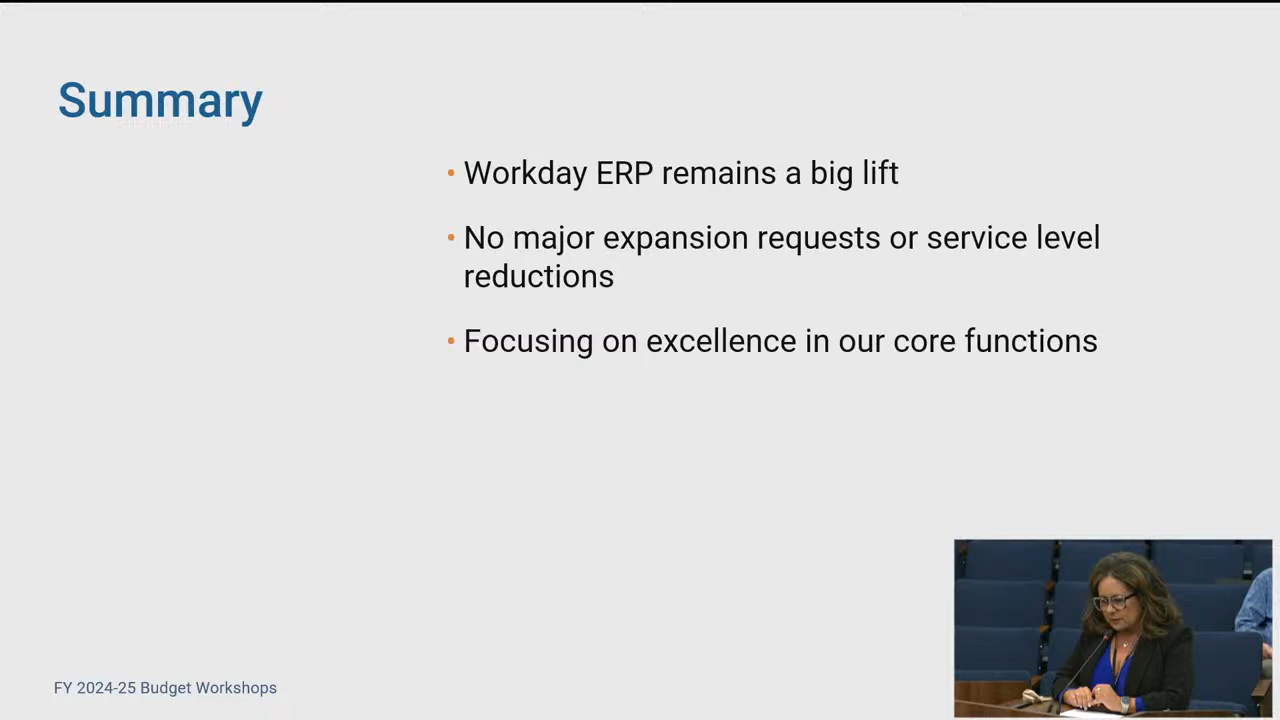 Summary
• Workday ERP remains a big lift
• No major expansion requests or service level
reductions
• Focusing on excellence in our core functions
FY 2024-25 Budget Workshops